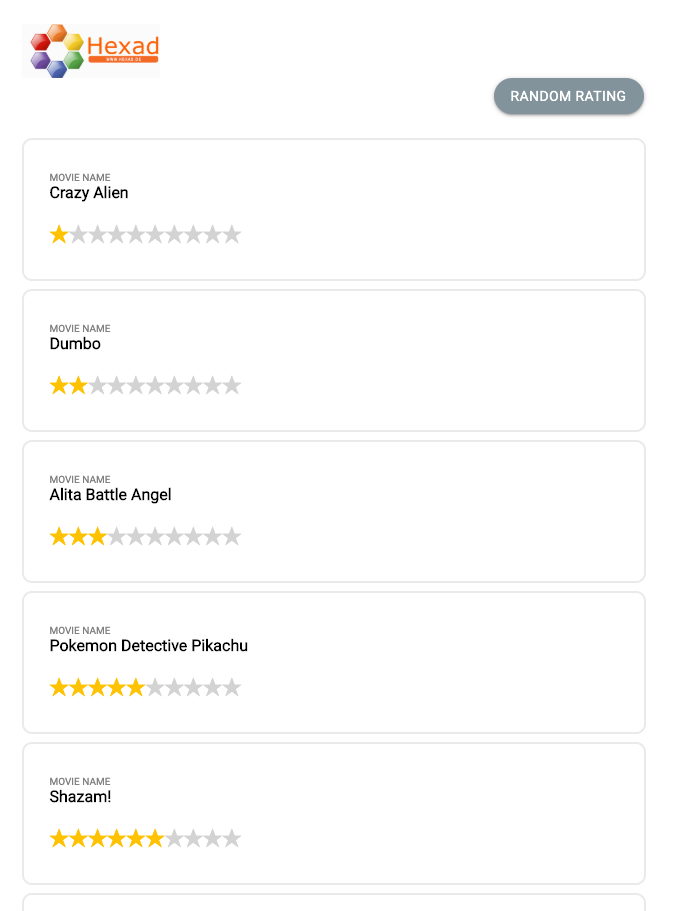 Hexad
WWW.HEXAD.DE
RANDOM RATING
MOVIE NAME
Crazy Alien
MOVIE NAME
Dumbo
MOVIE NAME
Alita Battle Angel
MOVIE NAME
Pokemon Detective Pikachu
MOVIE NAME
Shazam!